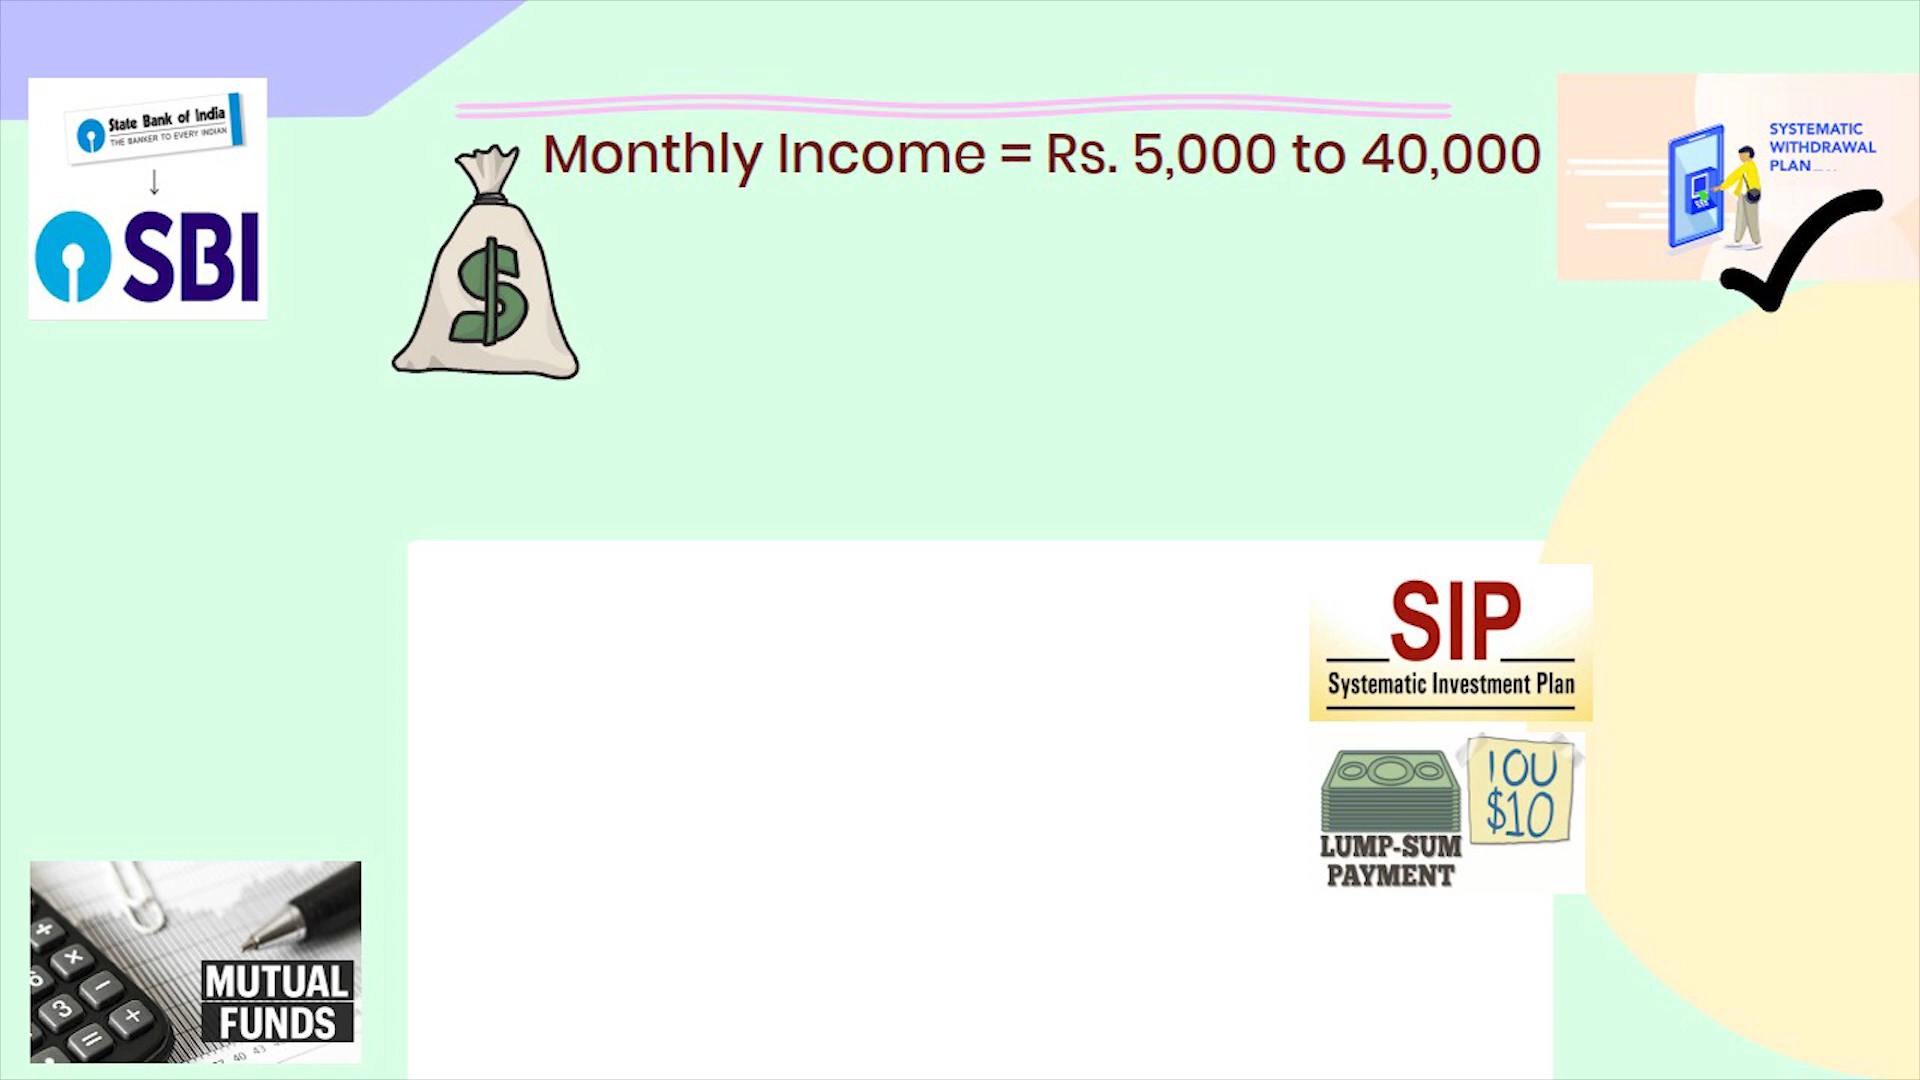 State Bank of India
THE BANKER TO EVERY INDIAN
SBI
Monthly Income = Rs. 5,000 to 40,000
SYSTEMATIC
WITHDRAWAL
PLAN
SIP
Systematic Investment Plan
IOU
$10
LUMP-SUM
PAYMENT
MUTUAL
FUNDS